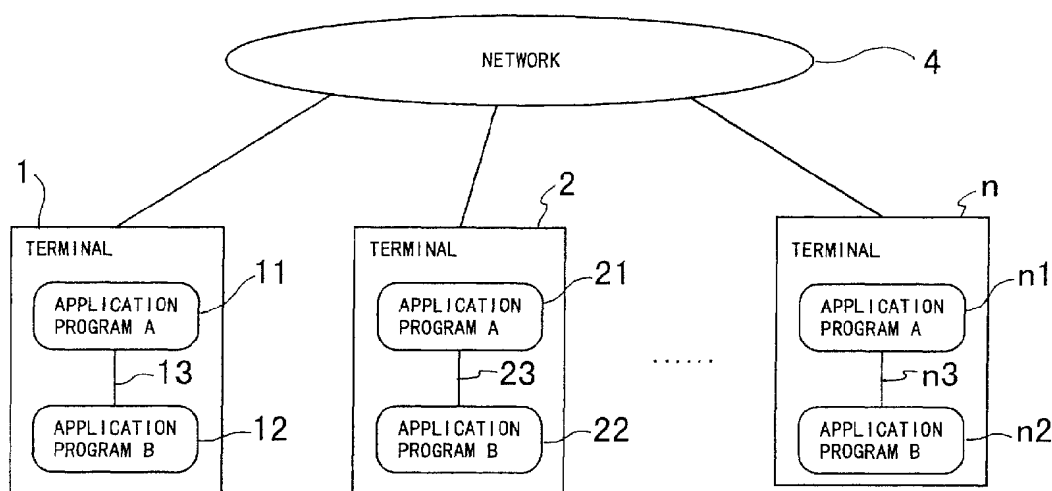 NETWORK
4
1
2
n
TERMINAL
TERMINAL
TERMINAL
11
21
n1
APPLICATION
PROGRAM A
APPLICATION
PROGRAM A
APPLICATION
PROGRAM A
13
23
......
n3
12
22
n2
APPLICATION
PROGRAM B
APPLICATION
PROGRAM B
APPLICATION
PROGRAM B